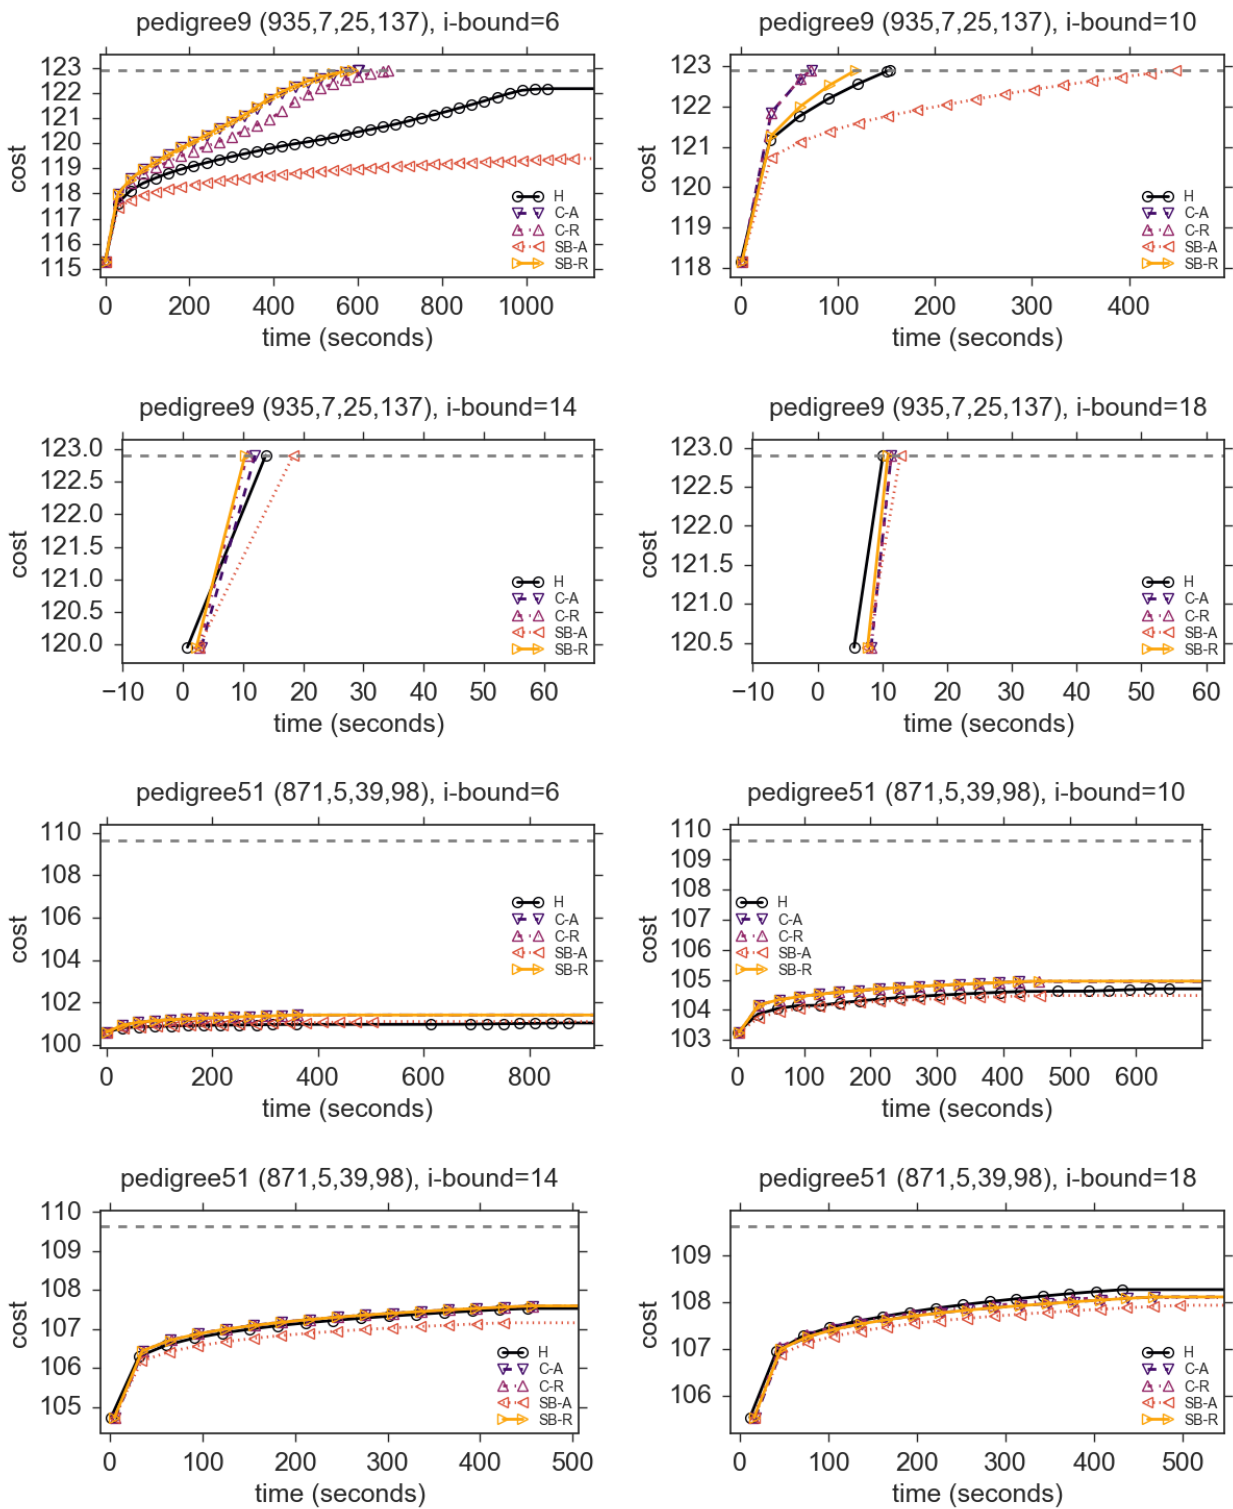 pedigree9 (935,7,25,137), i-bound=6
123
122
120
119
118
117
116
115
cost
0
200
400
600
800
1000
time (seconds)
H
C-A
C-R
SB-A
SB-R
pedigree9 (935,7,25,137), i-bound=10
123
122
121
120
119
118
cost
0
100
200
300
400
time (seconds)
H
C-A
C-R
SB-A
SB-R
pedigree9 (935,7,25,137), i-bound=14
123.0
122.5
122.0
121.5
121.0
120.5
120.0
cost
−10
0
10
20
30
40
50
60
time (seconds)
H
C-A
C-R
SB-A
SB-R
pedigree9 (935,7,25,137), i-bound=18
123.0
122.5
122.0
121.5
121.0
120.5
cost
−10
0
10
20
30
40
50
60
time (seconds)
H
C-A
C-R
SB-A
SB-R
pedigree51 (871,5,39,98), i-bound=6
110
108
106
104
102
100
cost
0
200
400
600
800
time (seconds)
H
C-A
C-R
SB-A
SB-R
pedigree51 (871,5,39,98), i-bound=10
110
109
108
107
106
105
104
103
cost
0
100
200
300
400
500
600
time (seconds)
H
C-A
C-R
SB-A
SB-R
pedigree51 (871,5,39,98), i-bound=14
110
109
108
107
106
105
cost
0
100
200
300
400
500
time (seconds)
H
C-A
C-R
SB-A
SB-R
pedigree51 (871,5,39,98), i-bound=18
109
108
107
106
cost
0
100
200
300
400
500
time (seconds)
H
C-A
C-R
SB-A
SB-R